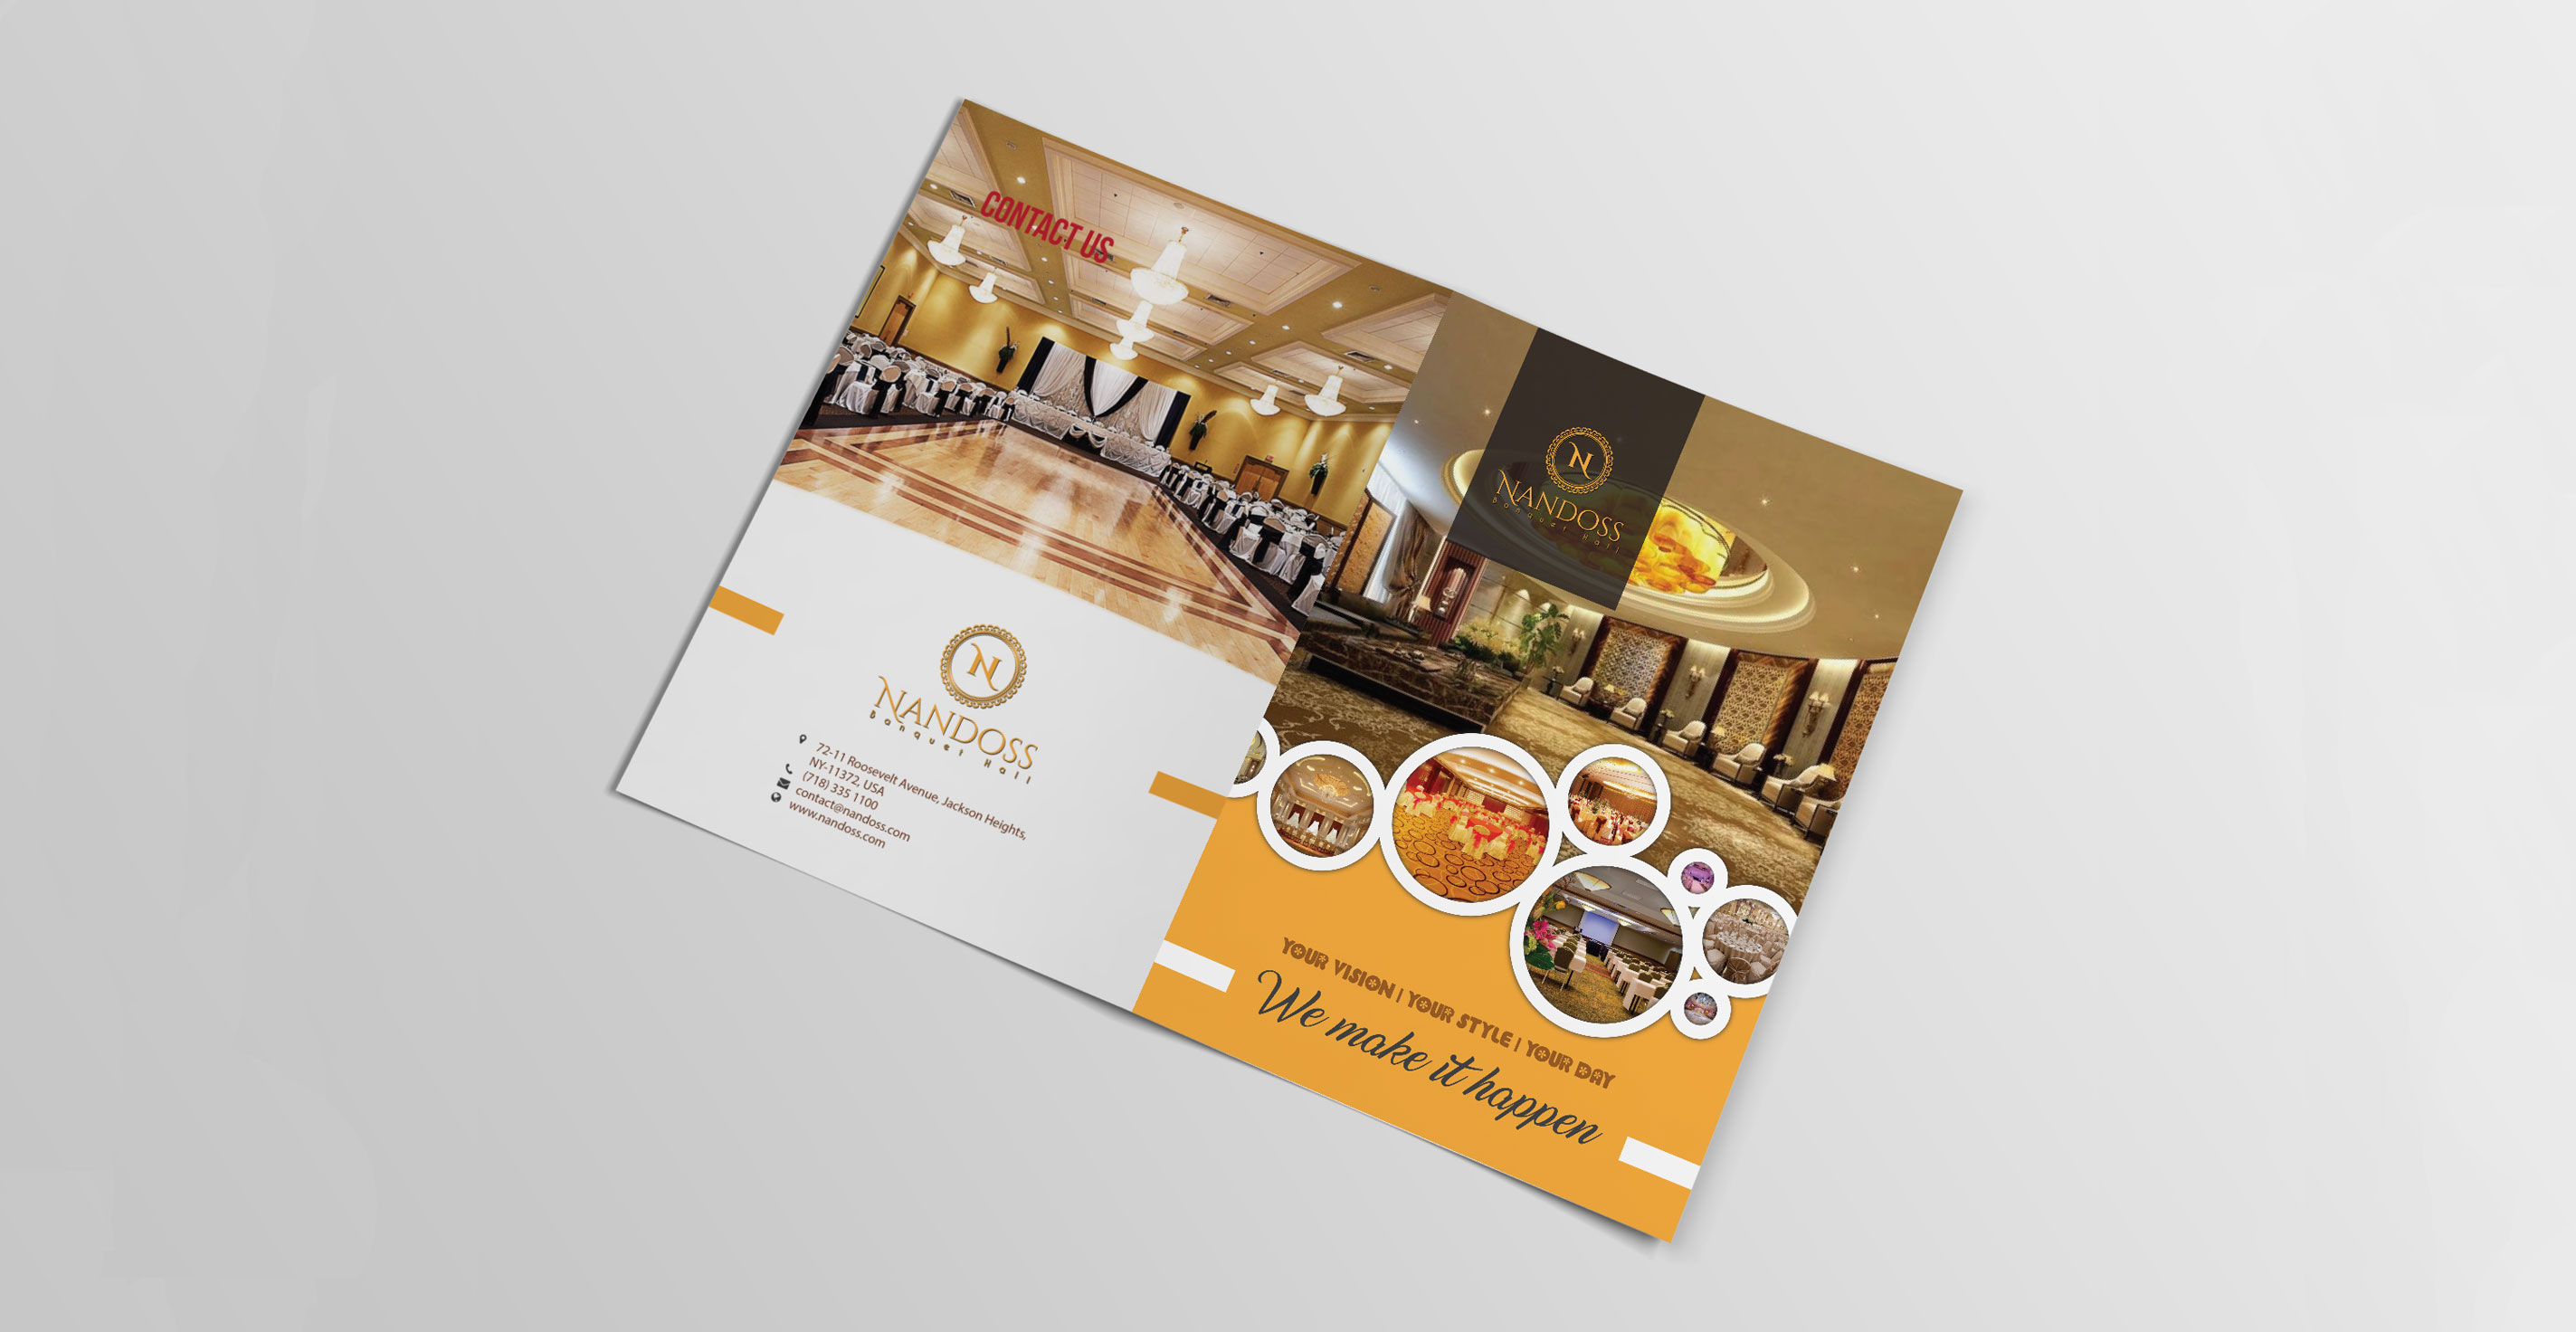 CONTACT US
N
NANDOSS
Banquet Hall
72-11 Roosevelt Avenue, Jackson Heights,
NY-11372, USA
(718) 335 1100
contact@nandoss.com
www.nandoss.com
N
NANDOSS
Banquet Hall
YOUR VISION | YOUR STYLE | YOUR DAY
We make it happen